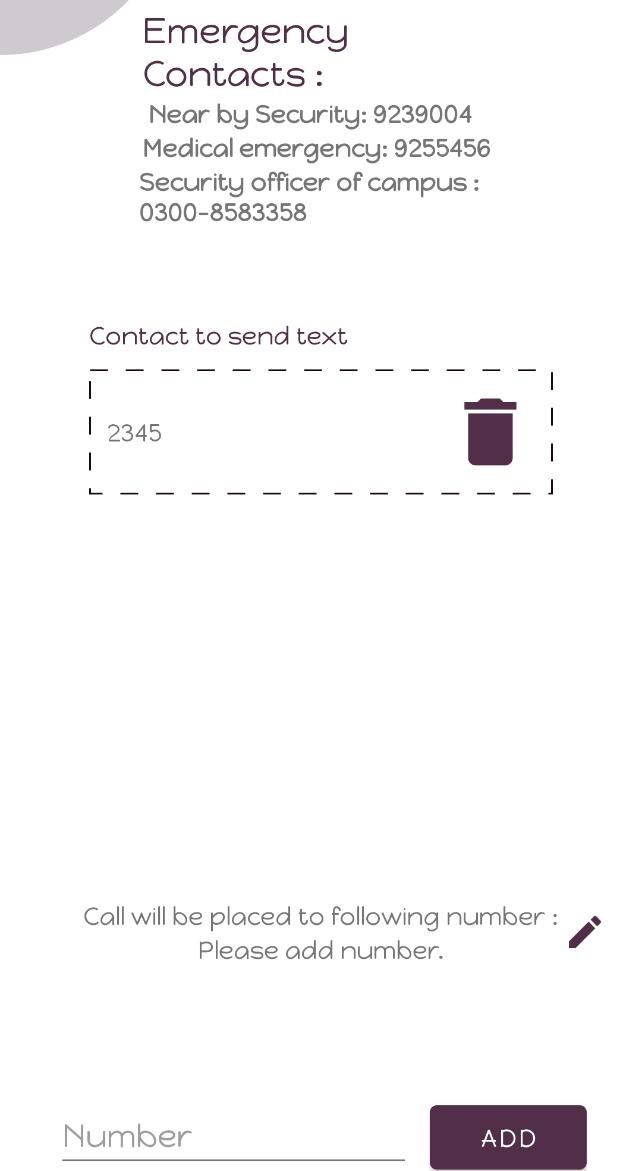 Emergency
Contacts :
Near by Security: 9239004
Medical emergency: 9255456
Security officer of campus :
0300-8583358
Contact to send text
2345
Call will be placed to following number :
Please add number.
Number
ADD